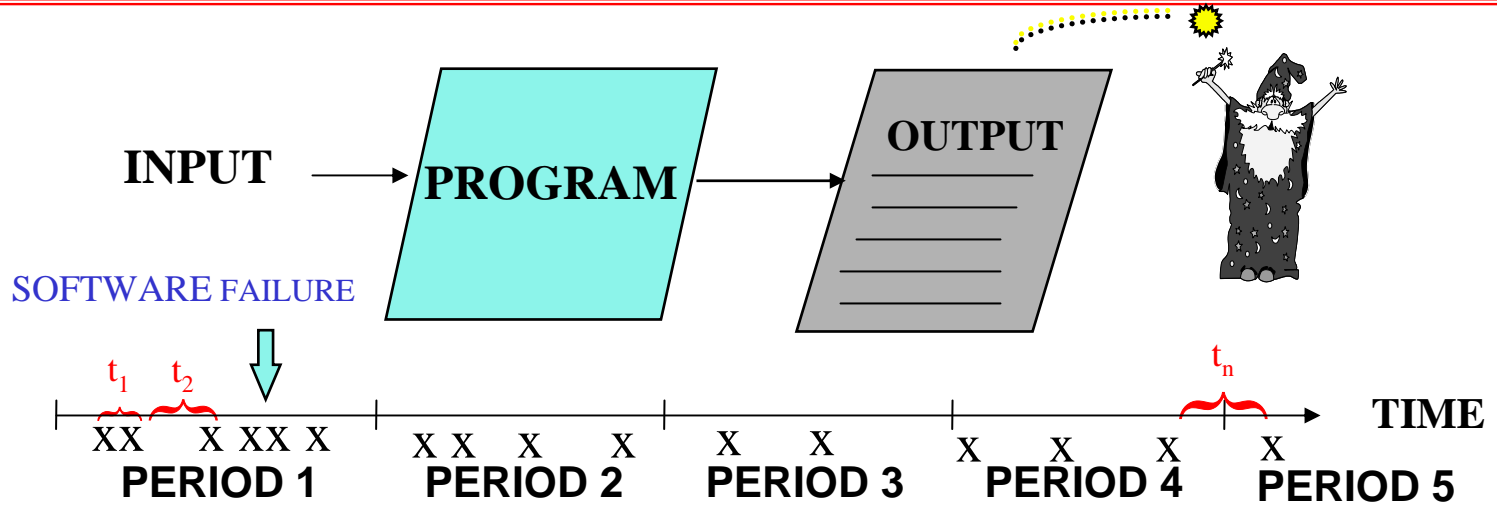 INPUT
PROGRAM
OUTPUT
SOFTWARE FAILURE
t1 t2 tn
TIME
XX X XX X X X X X X X X X X X
PERIOD 1 PERIOD 2 PERIOD 3 PERIOD 4 PERIOD 5